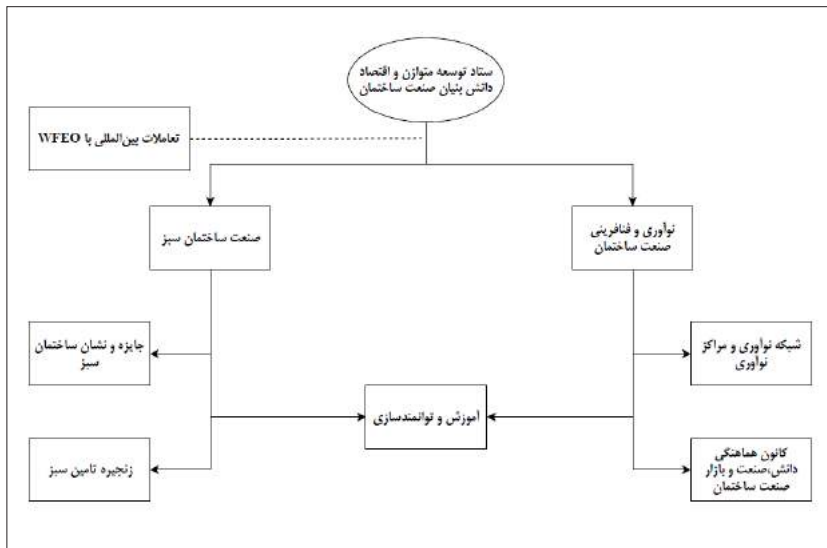 ستاد توسعه متوازن و اقتصاد
دانش بنیان صنعت ساختمان
تعاملات بین‌المللی با WFEO
نوآوری و فنافرینی
صنعت ساختمان
صنعت ساختمان سبز
شبکه نوآوری و مراکز
نوآوری
جایزه و نشان ساختمان
سبز
آموزش و توانمندسازی
کانون هماهنگی
دانش،صنعت و بازار
صنعت ساختمان
زنجیره تامین سبز